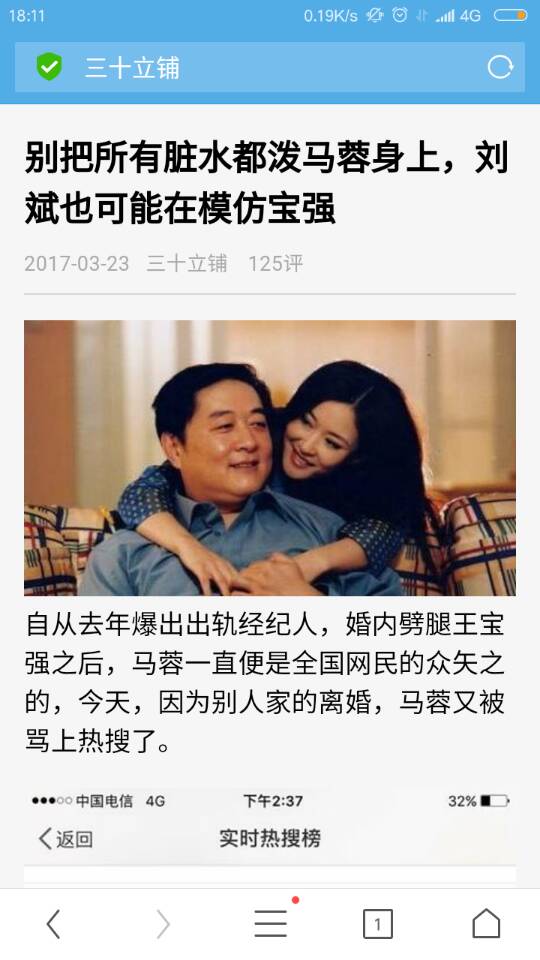 18:11 0.19K/s 4G
三十立铺
别把所有脏水都泼马蓉身上，刘
斌也可能在模仿宝强
2017-03-23 三十立铺 125评
自从去年爆出出轨经纪人，婚内劈腿王宝
强之后，马蓉一直便是全国网民的众矢之
的，今天，因为别人家的离婚，马蓉又被
骂上热搜了。
中国电信 4G 下午2:37 32%
返回 实时热搜榜
1